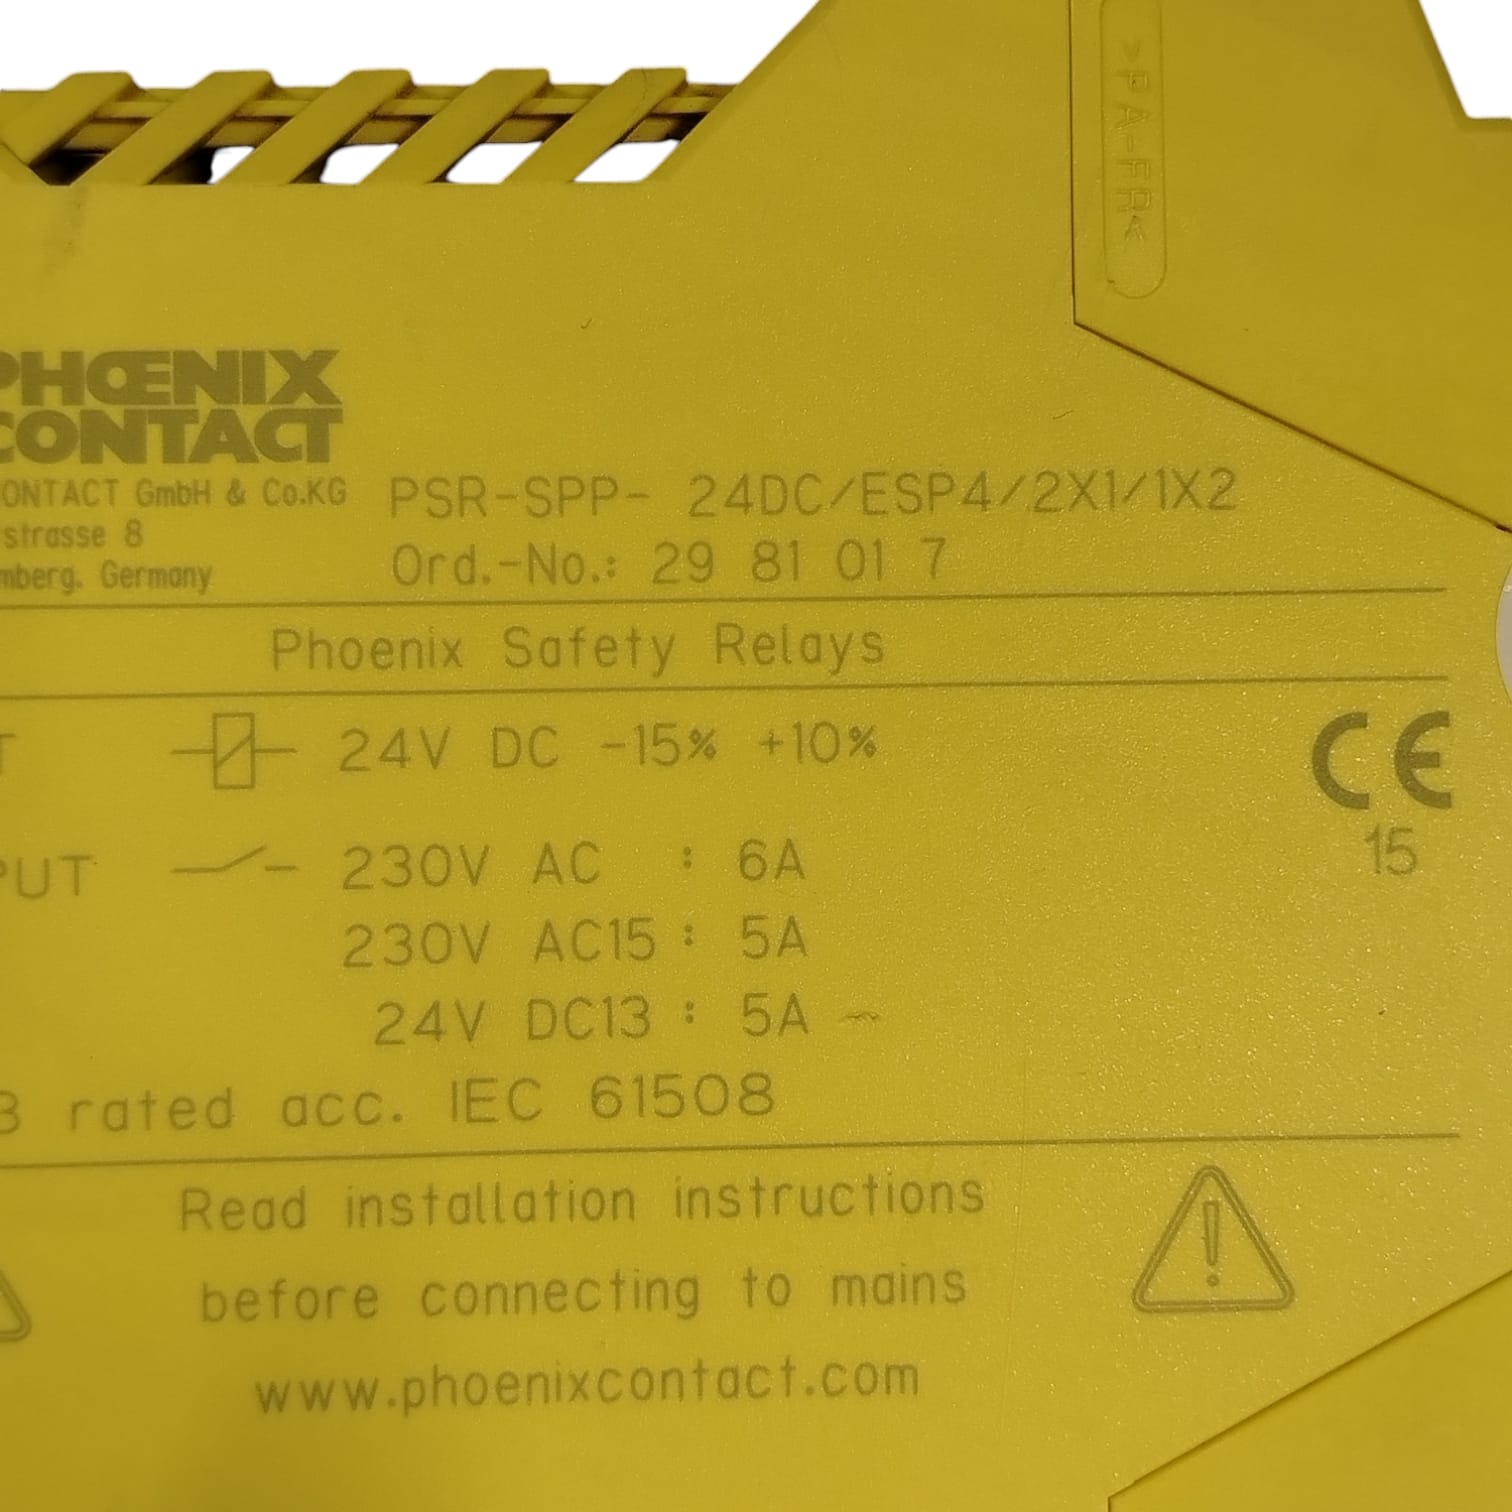 >PA-FR<
PHOENIX
CONTACT
CONTACT GmbH & Co.KG
strasse 8
mberg. Germany
PSR-SPP- 24DC/ESP4/2X1/1X2
Ord.-No.: 29 81 01 7
Phoenix Safety Relays
T 24V DC -15% +10%
CE
15
PUT 230V AC : 6A
230V AC15 : 5A
24V DC13 : 5A
3 rated acc. IEC 61508
Read installation instructions
before connecting to mains
www.phoenixcontact.com